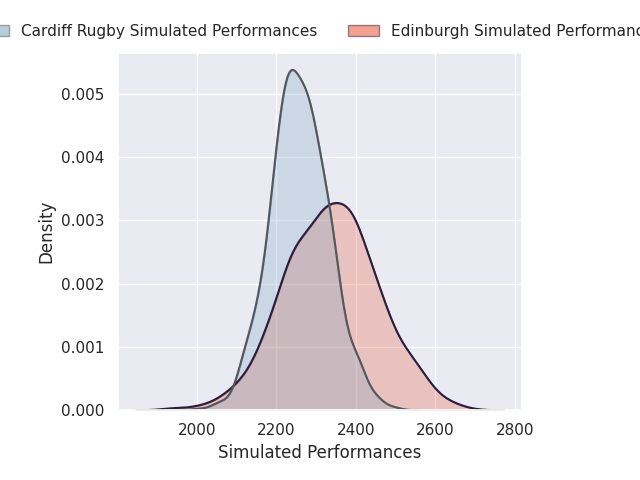 Cardiff Rugby Simulated Performances
Edinburgh Simulated Performanc
Density
0.005
0.004
0.003
0.002
0.001
0.000
2000 2200 2400 2600 2800
Simulated Performances